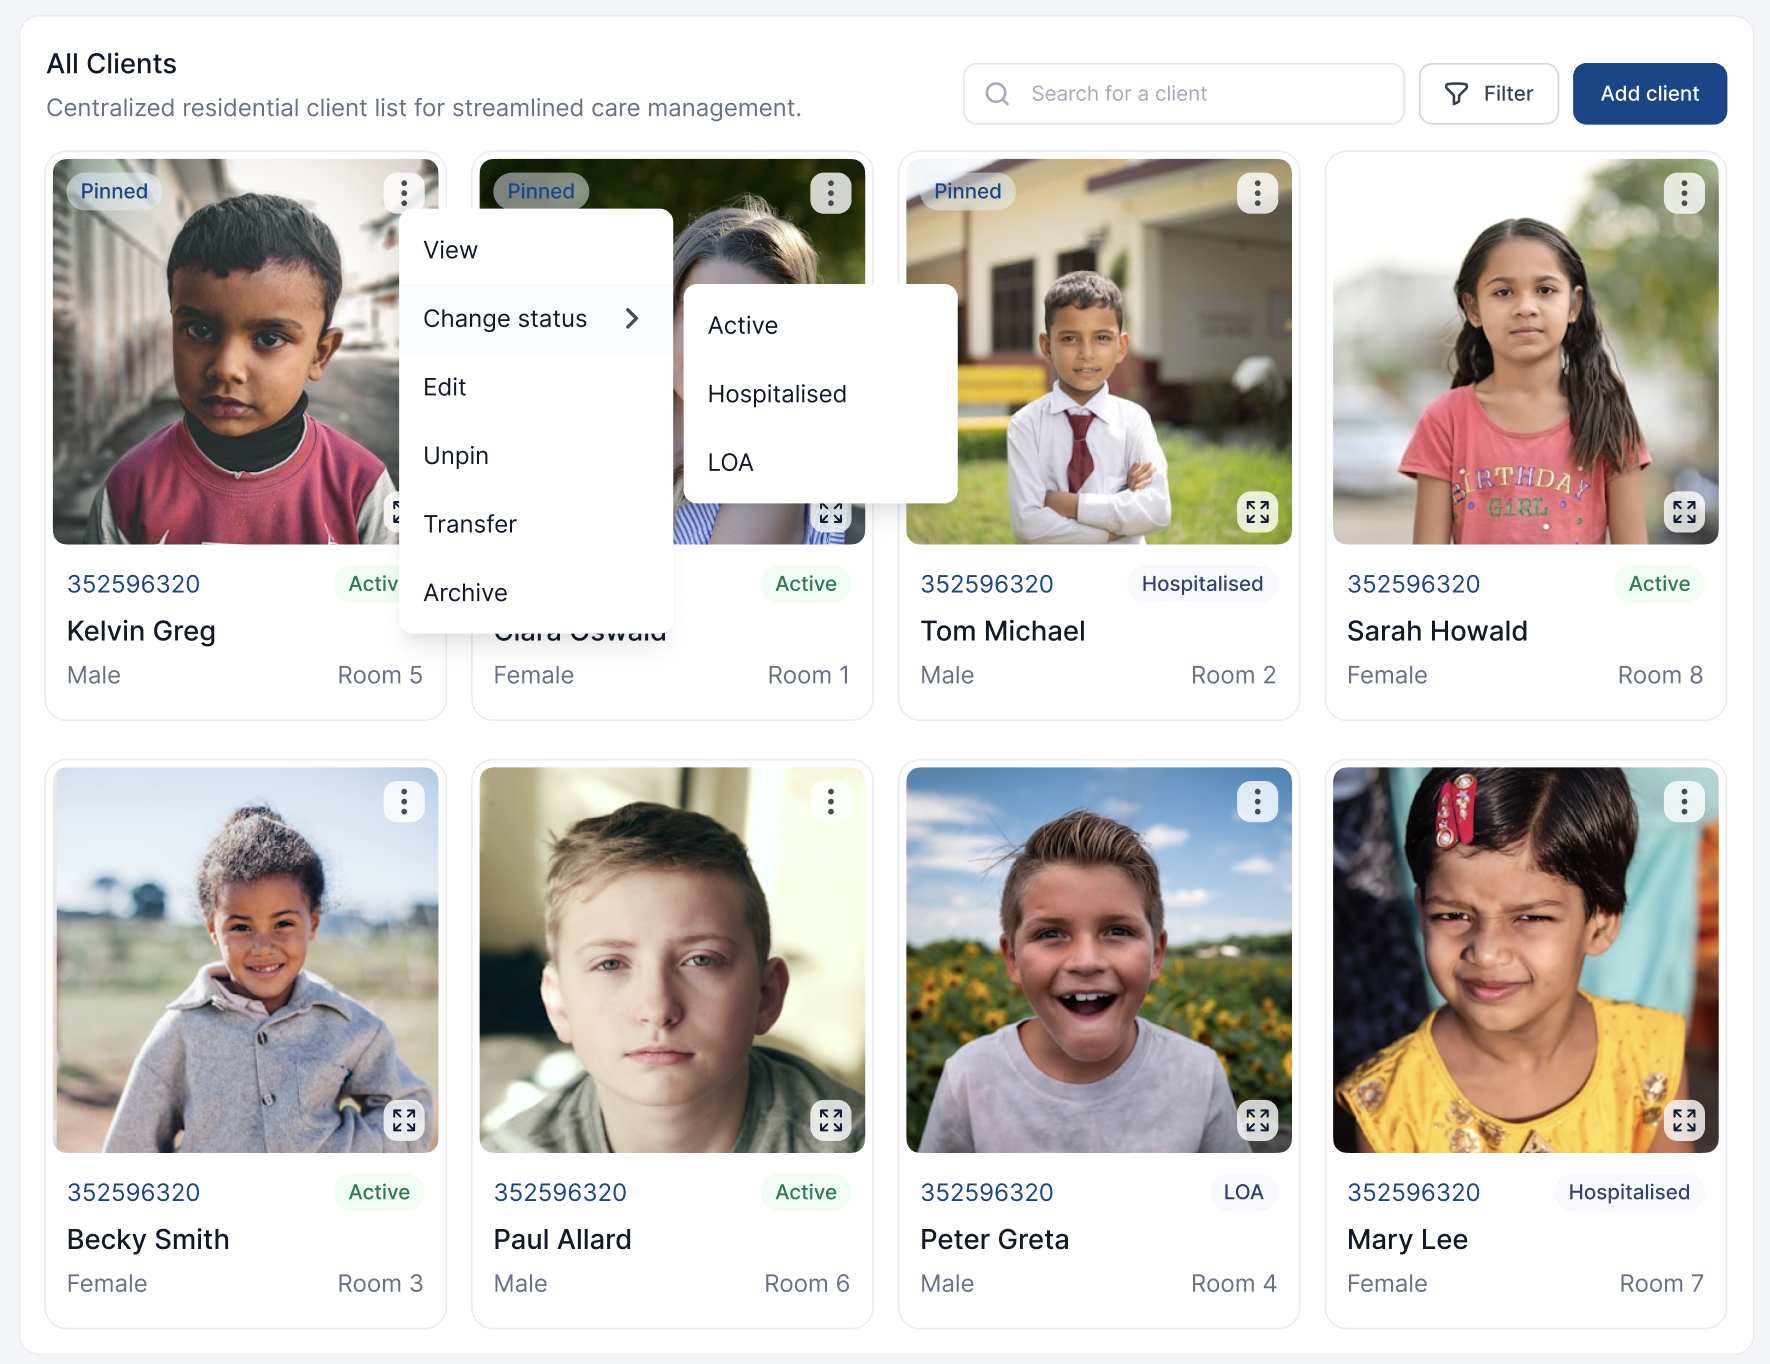 All Clients
Centralized residential client list for streamlined care management.
Search for a client
Filter
Add client
Pinned
Pinned
Pinned
View
Change status
Edit
Unpin
Transfer
Archive
Active
Hospitalised
LOA
BIRTHDAY
GIRL
352596320
Activ
Kelvin Greg
Male
Room 5
Active
Clara Oswald
Female
Room 1
352596320
Hospitalised
Tom Michael
Male
Room 2
352596320
Active
Sarah Howald
Female
Room 8
352596320
Active
Becky Smith
Female
Room 3
352596320
Active
Paul Allard
Male
Room 6
352596320
LOA
Peter Greta
Male
Room 4
352596320
Hospitalised
Mary Lee
Female
Room 7